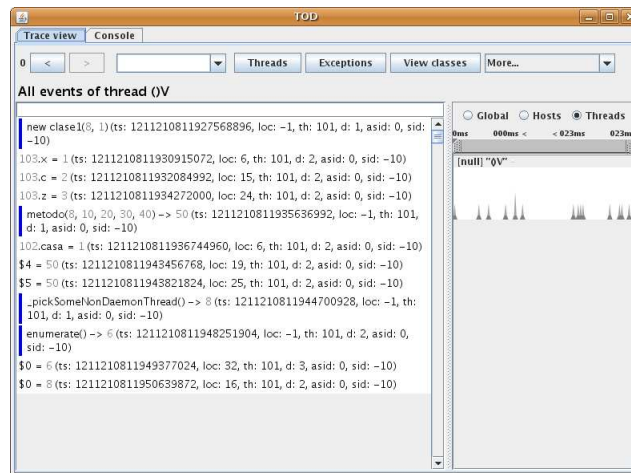 TOD
Trace view Console
0 < > Threads Exceptions View classes More...
All events of thread ()V
new clase1(8, 1) (ts: 1211210811927568896, loc: -1, th: 101, d: 1, asid: 0, sid:
-10)
103.x = 1 (ts: 1211210811930915072, loc: 6, th: 101, d: 2, asid: 0, sid: -10)
103.c = 2 (ts: 1211210811932084992, loc: 15, th: 101, d: 2, asid: 0, sid: -10)
103.z = 3 (ts: 1211210811934272000, loc: 24, th: 101, d: 2, asid: 0, sid: -10)
metodo(8, 10, 20, 30, 40) -> 50 (ts: 1211210811935636992, loc: -1, th: 101,
d: 1, asid: 0, sid: -10)
102.casa = 1 (ts: 1211210811936744960, loc: 6, th: 101, d: 2, asid: 0, sid: -10)
$4 = 50 (ts: 1211210811943456768, loc: 19, th: 101, d: 2, asid: 0, sid: -10)
$5 = 50 (ts: 1211210811943821824, loc: 25, th: 101, d: 2, asid: 0, sid: -10)
_pickSomeNonDaemonThread() -> 8 (ts: 1211210811944700928, loc: -1, th:
101, d: 1, asid: 0, sid: -10)
enumerate() -> 6 (ts: 1211210811948251904, loc: -1, th: 101, d: 2, asid: 0,
sid: -10)
$0 = 6 (ts: 1211210811949377024, loc: 32, th: 101, d: 3, asid: 0, sid: -10)
$0 = 8 (ts: 1211210811950639872, loc: 16, th: 101, d: 2, asid: 0, sid: -10)
Global Hosts Threads
0ms 000ms < < 023ms 023m
[null] "()V"